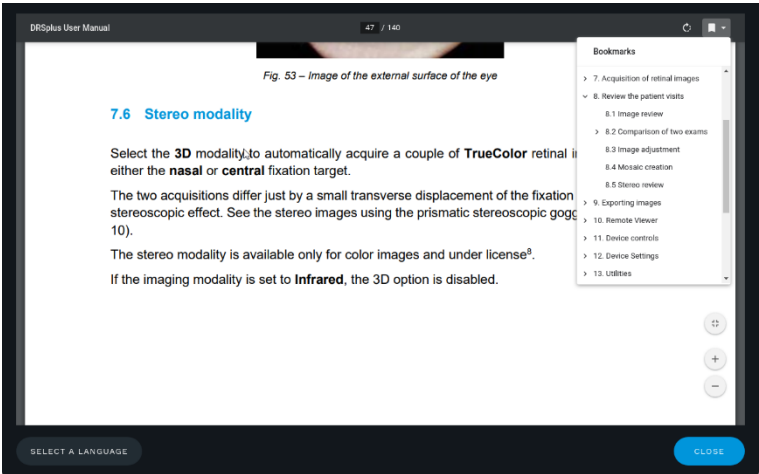 DRSplus User Manual
47 / 140
Fig. 53 – Image of the external surface of the eye
7.6 Stereo modality
Select the 3D modality to automatically acquire a couple of TrueColor retinal
either the nasal or central fixation target.
The two acquisitions differ just by a small transverse displacement of the fixation
stereoscopic effect. See the stereo images using the prismatic stereoscopic
10).
The stereo modality is available only for color images and under license⁸.
If the imaging modality is set to Infrared, the 3D option is disabled.
Bookmarks
7. Acquisition of retinal images
8. Review the patient visits
8.1 Image review
8.2 Comparison of two exams
8.3 Image adjustment
8.4 Mosaic creation
8.5 Stereo review
9. Exporting images
10. Remote Viewer
11. Device controls
12. Device Settings
13. Utilities
SELECT A LANGUAGE
CLOSE